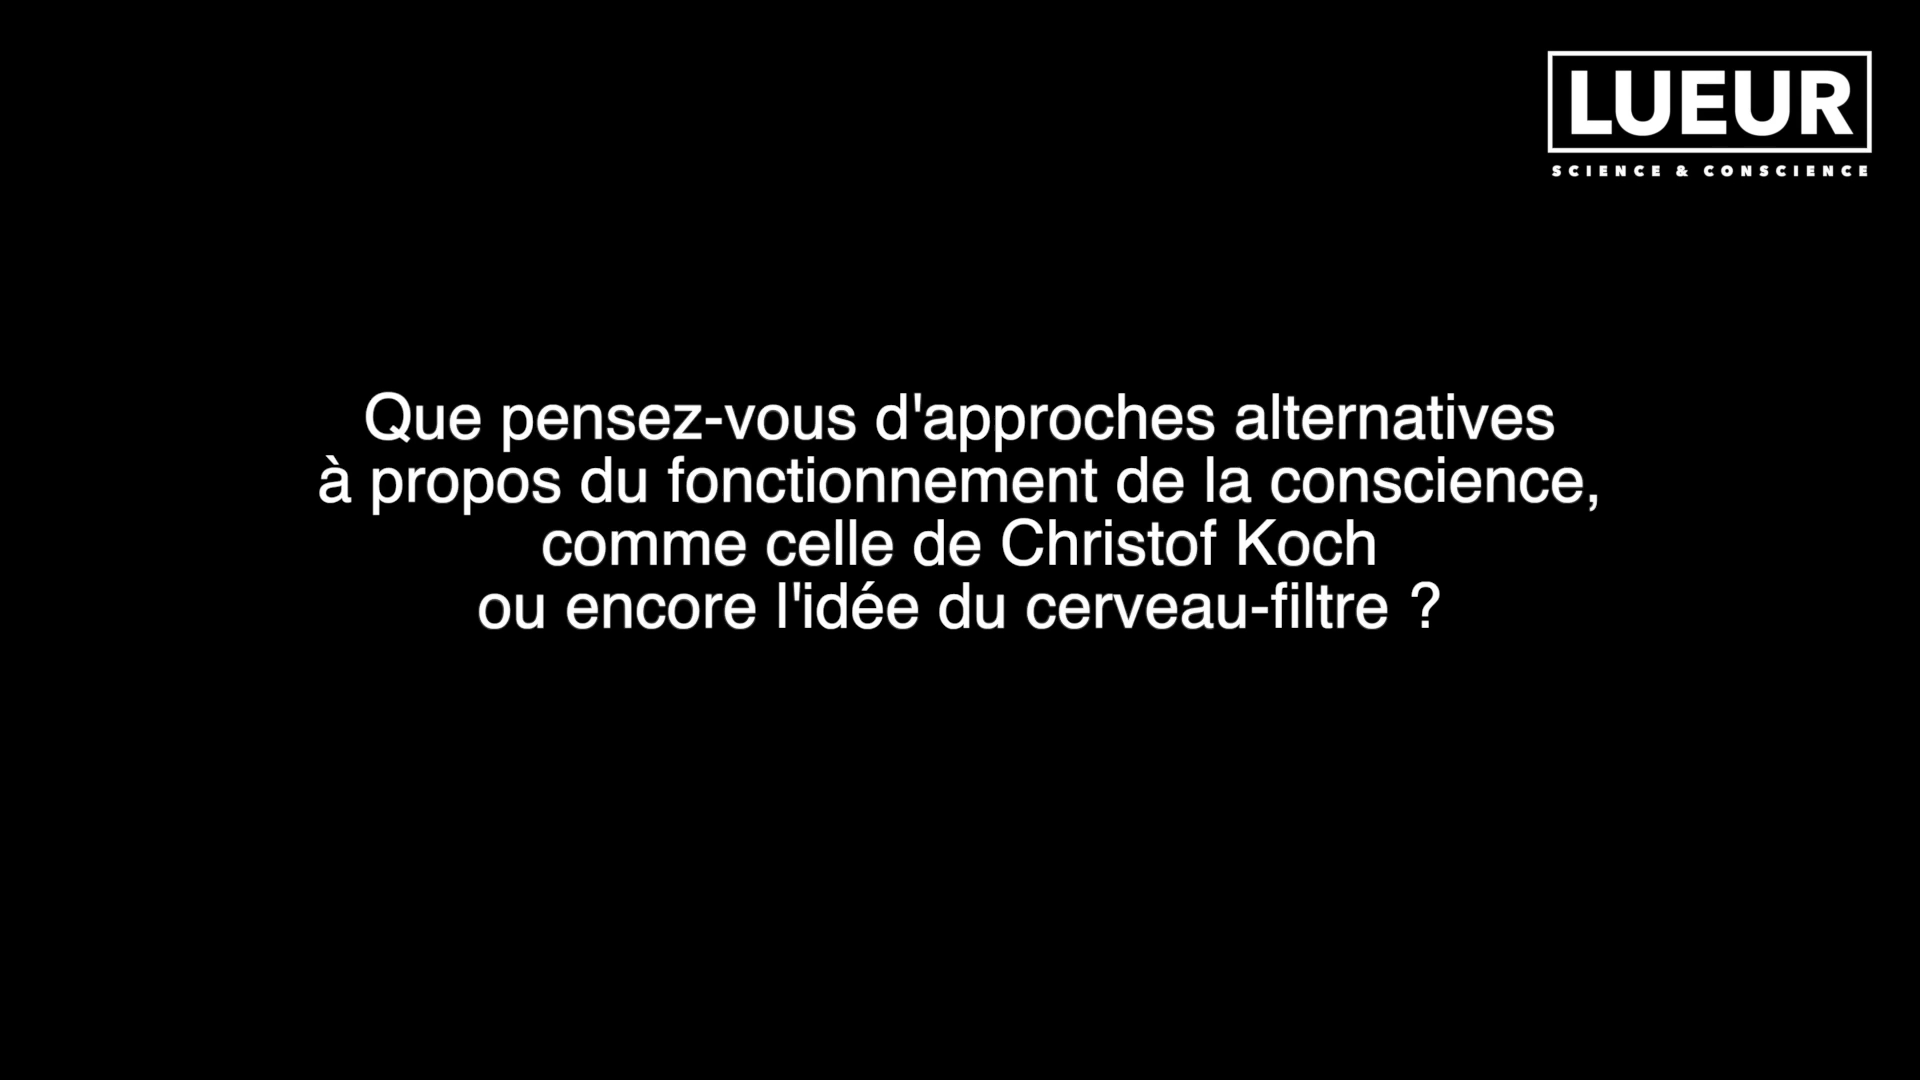 LUEUR
SCIENCE & CONSCIENCE
Que pensez-vous d'approches alternatives
à propos du fonctionnement de la conscience,
comme celle de Christof Koch
ou encore l'idée du cerveau-filtre ?